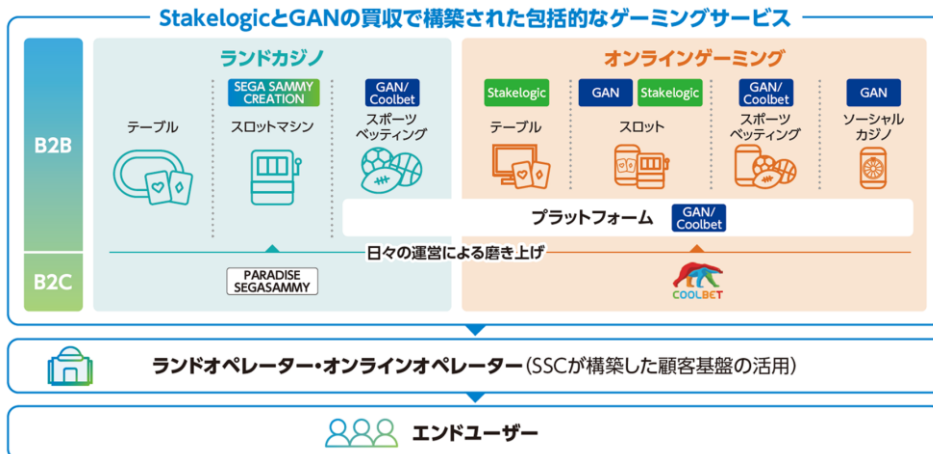 StakelogicとGANの買収で構築された包括的なゲーミングサービス
ランドカジノ
オンラインゲーミング
B2B
テーブル
SEGA SAMMY
CREATION
スロットマシン
GAN/
Coolbet
スポーツ
ベッティング
Stakelogic
テーブル
GAN
Stakelogic
スロット
GAN/
Coolbet
スポーツ
ベッティング
GAN
ソーシャル
カジノ
プラットフォーム
GAN/
Coolbet
日々の運営による磨き上げ
B2C
PARADISE
SEGASAMMY
COOLBET
ランドオペレーター・オンラインオペレーター(SSCが構築した顧客基盤の活用)
エンドユーザー